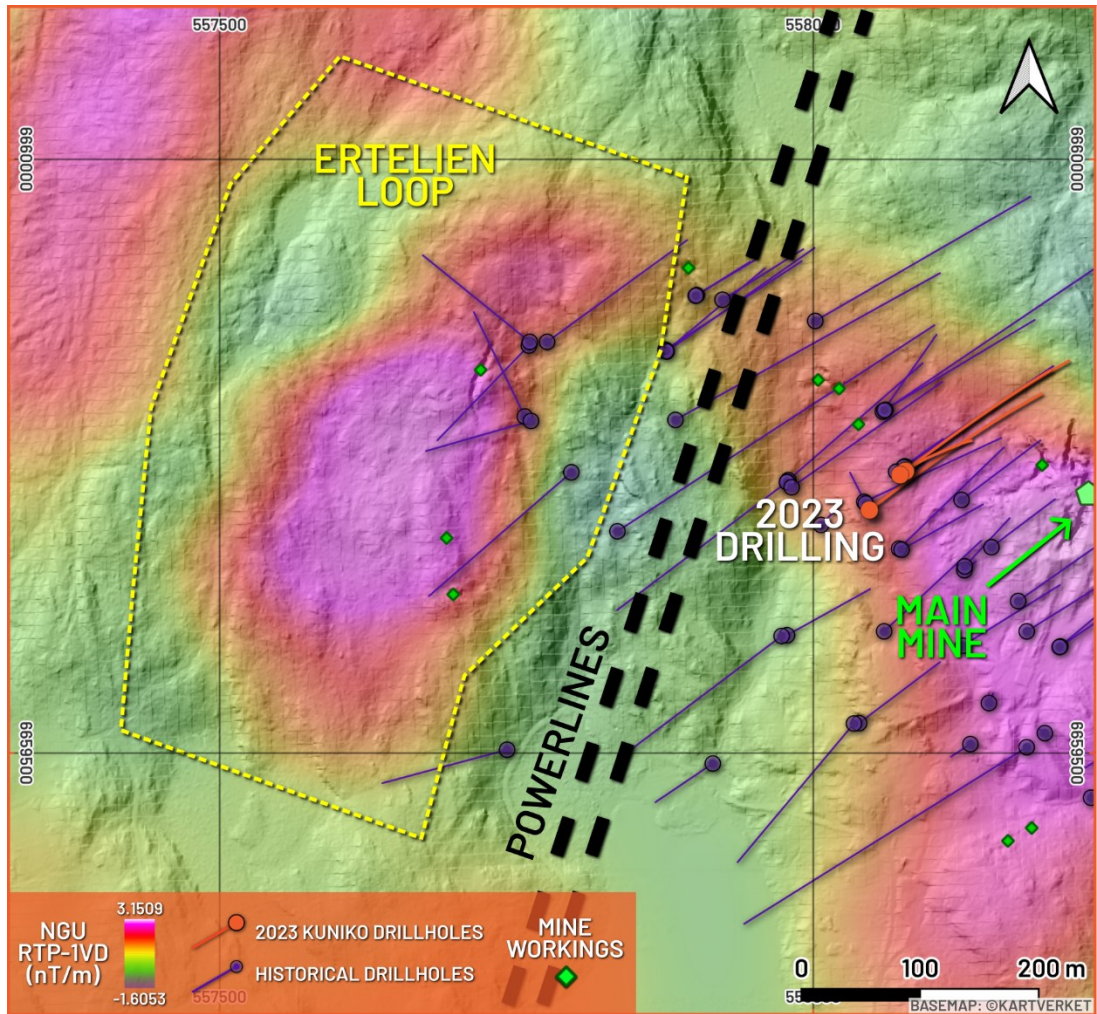 557500
558000
6660000
6660000
ERTELIEN
LOOP
2023
DRILLING
MAIN
MINE
POWERLINES
6659500
6659500
NGU
RTP-1VD
(nT/m)
3.1509
-1.6053
2023 KUNIKO DRILLHOLES
HISTORICAL DRILLHOLES
MINE
WORKINGS
557500
0 100 200 m
BASEMAP: ©KARTVERKET